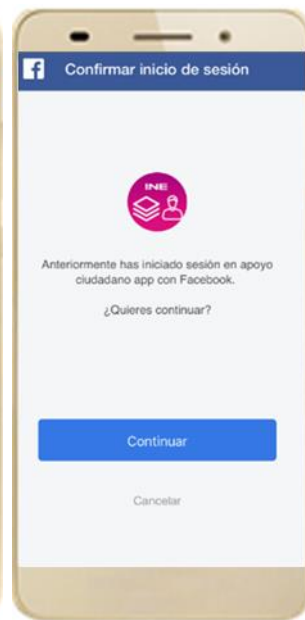 Confirmar inicio de sesión
INE
Anteriormente has iniciado sesión en apoyo
ciudadano app con Facebook.
¿Quieres continuar?
Continuar
Cancelar